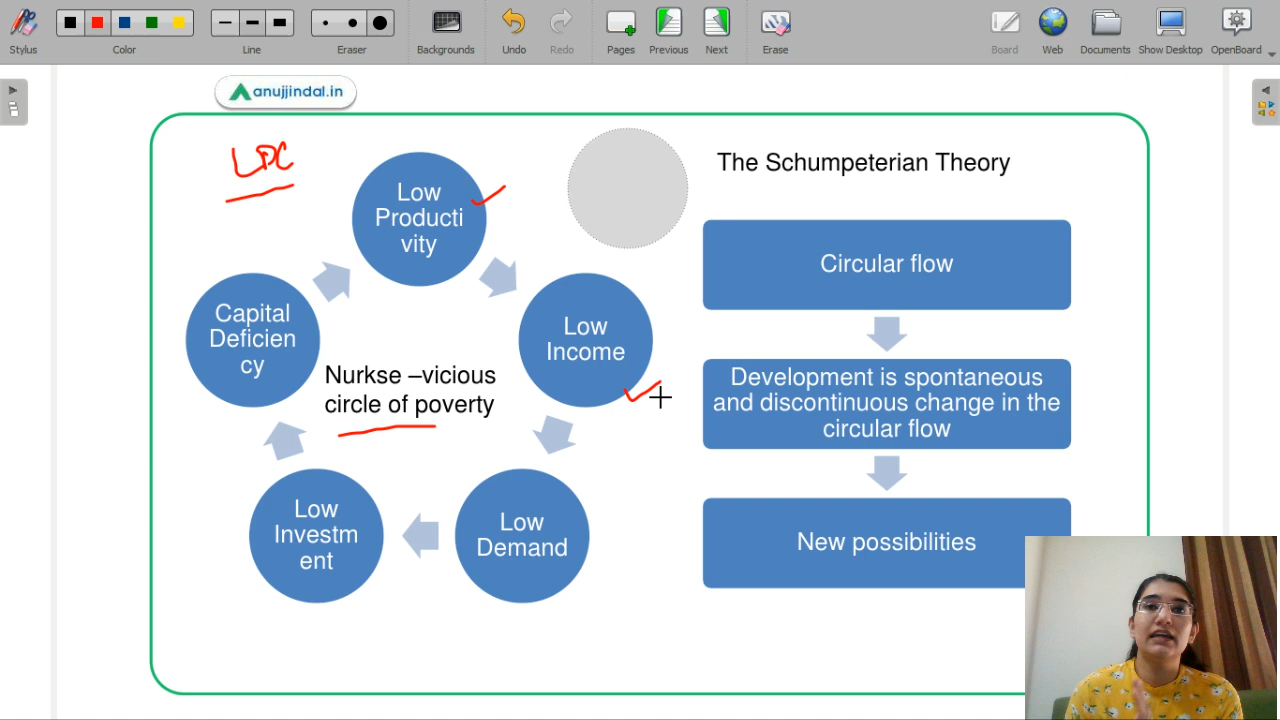 Stylus
Color
Line
Eraser
Backgrounds
Undo
Redo
Pages
Previous
Next
Erase
Board
Web
Documents
Show Desktop
OpenBoard
anujjindal.in
LDC
Low
Producti
vity
Low
Income
Low
Demand
Low
Investm
ent
Capital
Deficien
cy
Nurkse –vicious
circle of poverty
The Schumpeterian Theory
Circular flow
Development is spontaneous
and discontinuous change in the
circular flow
New possibilities